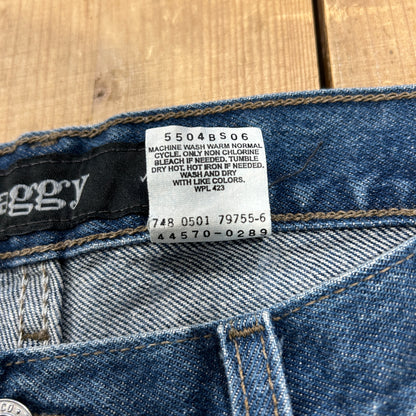 5504BS06
MACHINE WASH WARM NORMAL
CYCLE. ONLY NON CHLORINE
BLEACH IF NEEDED. TUMBLE
DRY HOT. HOT IRON IF NEEDED.
WASH AND DRY
WITH LIKE COLORS.
WPL 423
748 0501 79755-6
44570-0289
aggy